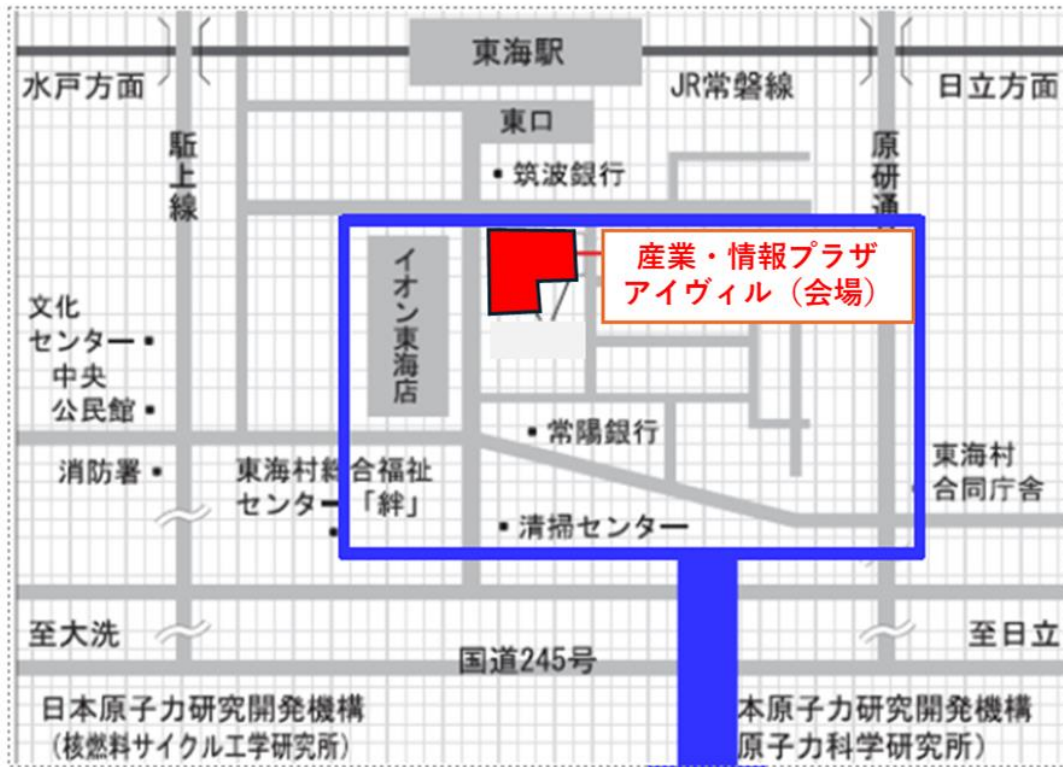 東海駅
水戸方面
JR常磐線
日立方面
東口
駈上線
原研通
・筑波銀行
産業・情報プラザ
アイヴィル（会場）
イオン東海店
文化
センター・
中央
公民館・
・常陽銀行
消防署・
東海村総合福祉
センター「絆」
東海村
合同庁舎
・清掃センター
至大洗
至日立
国道245号
日本原子力研究開発機構
（核燃料サイクル工学研究所）
本原子力研究開発機構
原子力科学研究所）